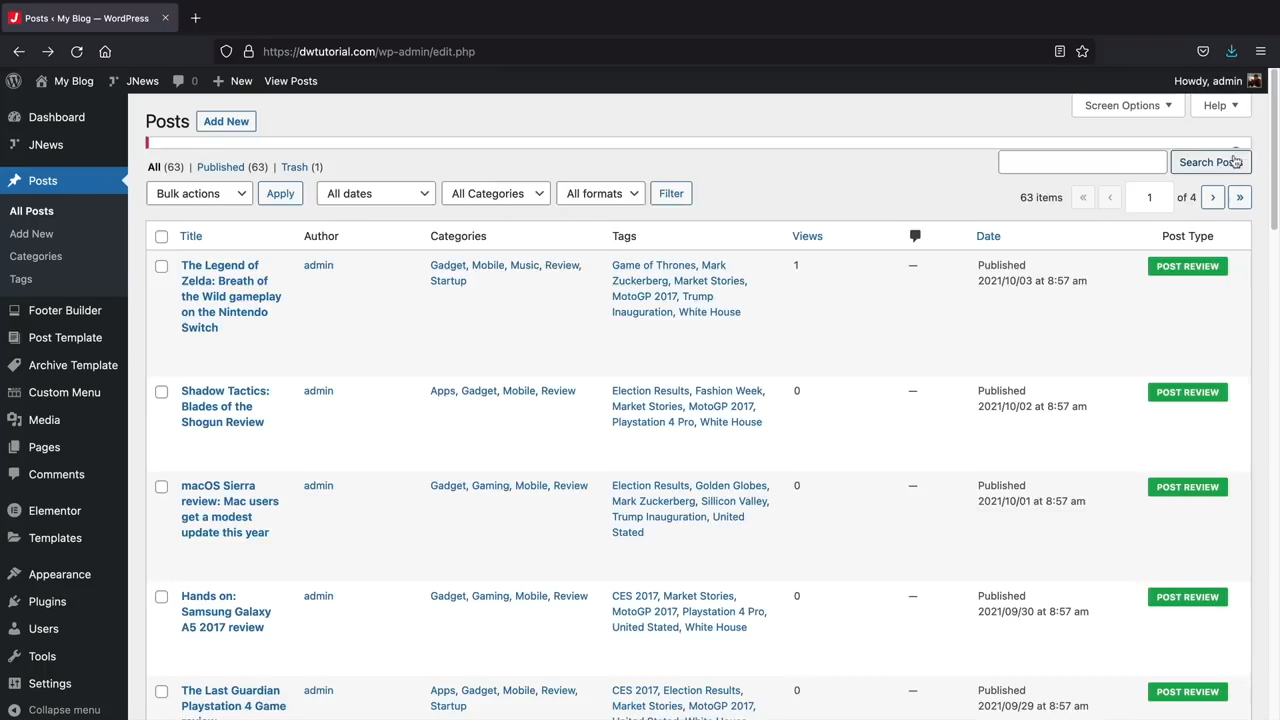 Posts ‹ My Blog — WordPress
https://dwtutorial.com/wp-admin/edit.php
My Blog JNews 0 New View Posts Howdy, admin
Dashboard
JNews
Posts
All Posts
Add New
Categories
Tags
Footer Builder
Post Template
Archive Template
Custom Menu
Media
Pages
Comments
Elementor
Templates
Appearance
Plugins
Users
Tools
Settings
Collapse menu
Screen Options Help
Posts Add New
All (63) | Published (63) | Trash (1)
Search Posts
Bulk actions Apply All dates All Categories All formats Filter
63 items « ‹ 1 of 4 › »
Title Author Categories Tags Views Date Post Type
The Legend of
Zelda: Breath of
the Wild gameplay
on the Nintendo
Switch
admin
Gadget, Mobile, Music, Review,
Startup
Game of Thrones, Mark
Zuckerberg, Market Stories,
MotoGP 2017, Trump
Inauguration, White House
1
—
Published
2021/10/03 at 8:57 am
POST REVIEW
Shadow Tactics:
Blades of the
Shogun Review
admin
Apps, Gadget, Mobile, Review
Election Results, Fashion Week,
Market Stories, MotoGP 2017,
Playstation 4 Pro, White House
0
—
Published
2021/10/02 at 8:57 am
POST REVIEW
macOS Sierra
review: Mac users
get a modest
update this year
admin
Gadget, Gaming, Mobile, Review
Election Results, Golden Globes,
Mark Zuckerberg, Sillicon Valley,
Trump Inauguration, United
Stated
0
—
Published
2021/10/01 at 8:57 am
POST REVIEW
Hands on:
Samsung Galaxy
A5 2017 review
admin
Gadget, Gaming, Mobile, Review
CES 2017, Market Stories,
MotoGP 2017, Playstation 4 Pro,
United Stated, White House
0
—
Published
2021/09/30 at 8:57 am
POST REVIEW
The Last Guardian
Playstation 4 Game
admin
Apps, Gadget, Mobile, Review,
Startup
CES 2017, Election Results,
Market Stories, MotoGP 2017,
0
—
Published
2021/09/29 at 8:57 am
POST REVIEW